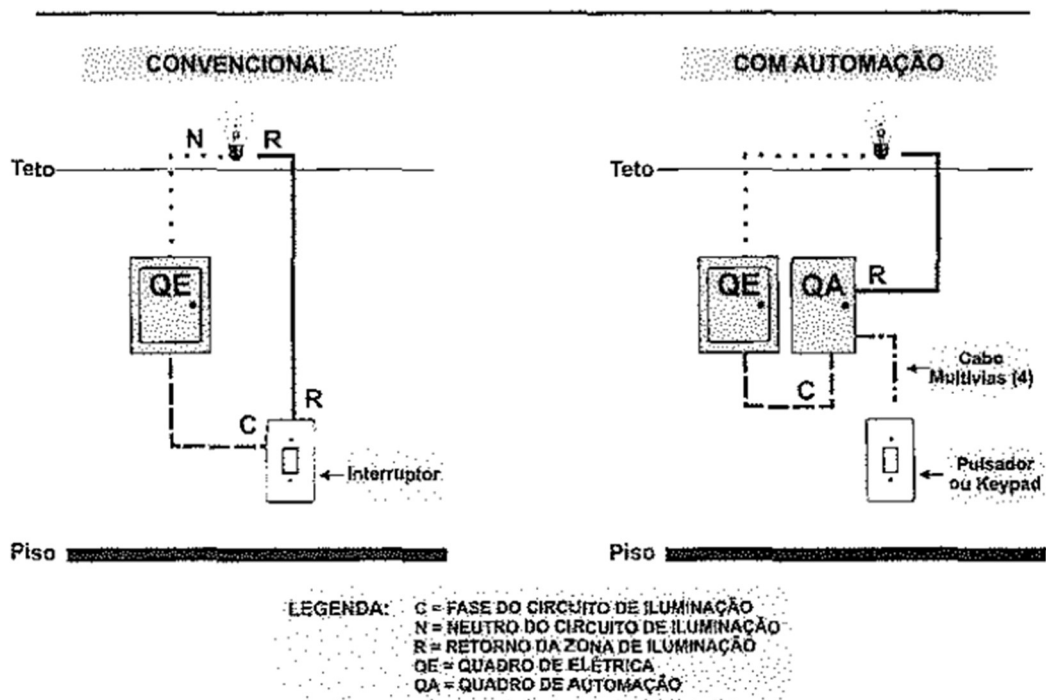 CONVENCIONAL
N
R
Teto
QE
R
C
Interruptor
Piso
COM AUTOMAÇÃO
Teto
QE
QA
R
Cabo
Multivias (4)
C
Pulsador
ou Keypad
Piso
LEGENDA:
C = FASE DO CIRCUITO DE ILUMINAÇÃO
N = NEUTRO DO CIRCUITO DE ILUMINAÇÃO
R = RETORNO DA ZONA DE ILUMINAÇÃO
QE = QUADRO DE ELÉTRICA
QA = QUADRO DE AUTOMAÇÃO